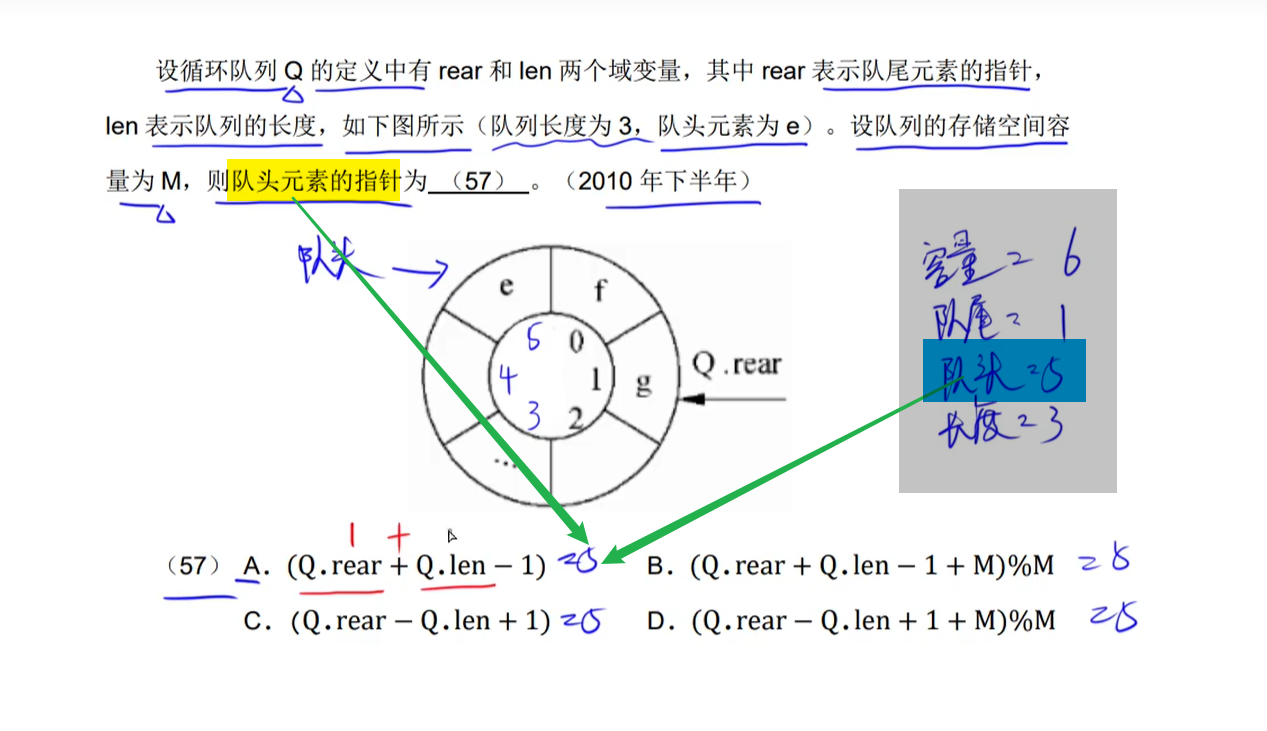 设循环队列 Q 的定义中有 rear 和 len 两个域变量，其中 rear 表示队尾元素的指针，
len 表示队列的长度，如下图所示（队列长度为 3，队头元素为 e）。设队列的存储空间容
量为 M，则队头元素的指针为 （57） 。（2010 年下半年）
队头
容量 = 6
队尾 = 1
队头 = 5
长度 = 3
e f
5 0
4 1 g
3 2
...
Q.rear
1 +
（57） A. (Q.rear + Q.len − 1) =5 B. (Q.rear + Q.len − 1 + M)%M =5
C. (Q.rear − Q.len + 1) =5 D. (Q.rear − Q.len + 1 + M)%M =5